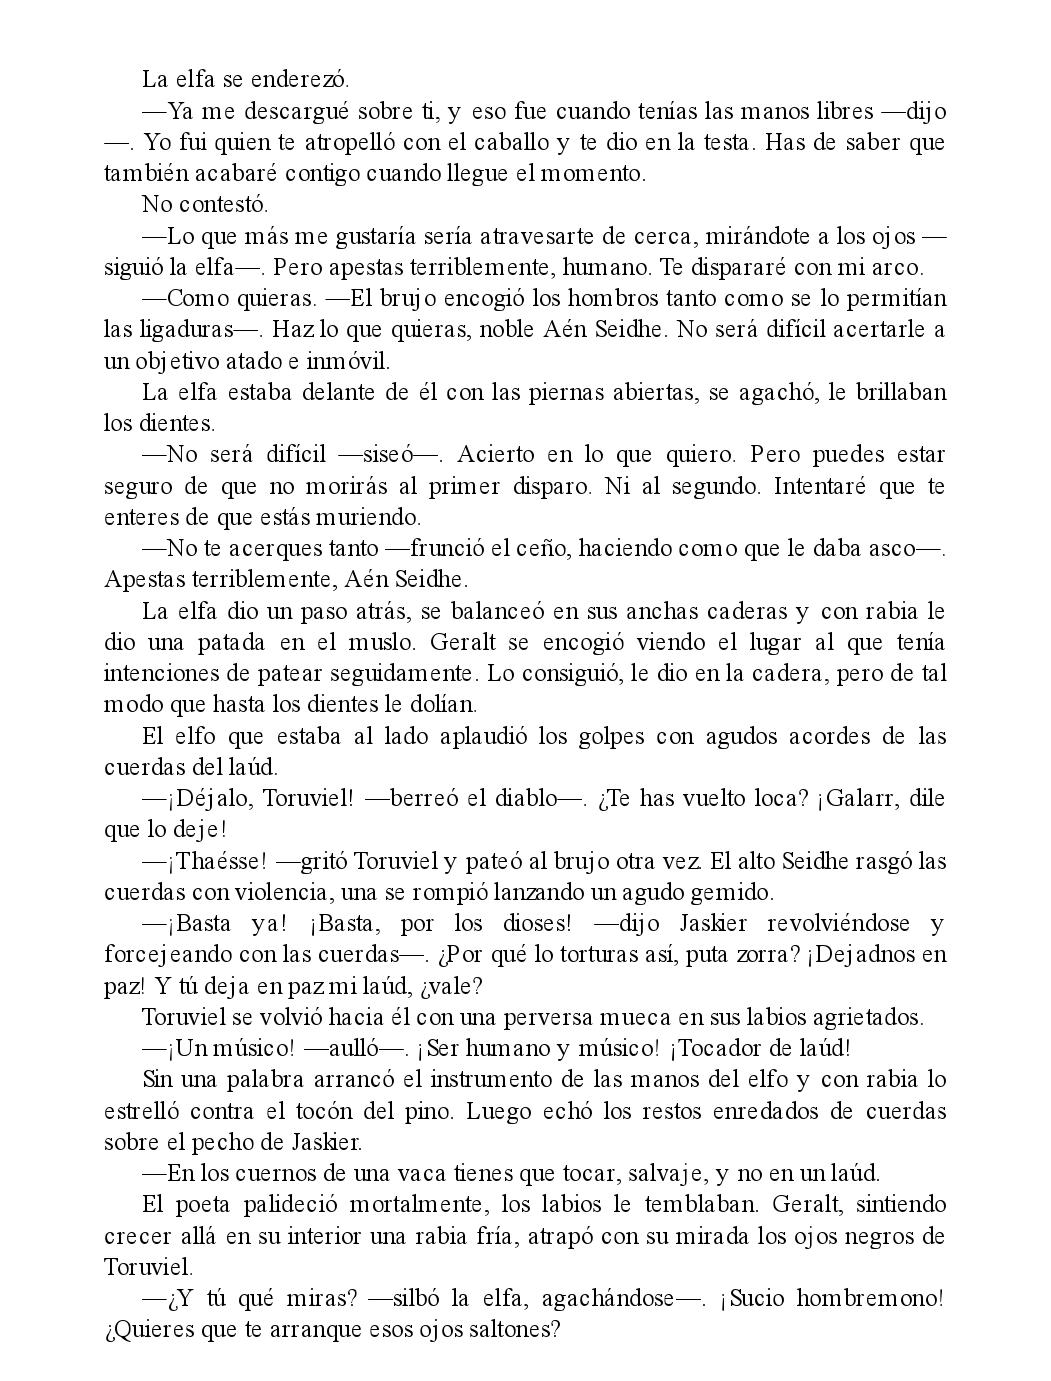 La elfa se enderezó.
—Ya me descargué sobre ti, y eso fue cuando tenías las manos libres —dijo
—. Yo fui quien te atropelló con el caballo y te dio en la testa. Has de saber que
también acabaré contigo cuando llegue el momento.
No contestó.
—Lo que más me gustaría sería atravesarte de cerca, mirándote a los ojos —
siguió la elfa—. Pero apestas terriblemente, humano. Te dispararé con mi arco.
—Como quieras. —El brujo encogió los hombros tanto como se lo permitían
las ligaduras—. Haz lo que quieras, noble Aén Seidhe. No será difícil acertarle a
un objetivo atado e inmóvil.
La elfa estaba delante de él con las piernas abiertas, se agachó, le brillaban
los dientes.
—No será difícil —siseó—. Acierto en lo que quiero. Pero puedes estar
seguro de que no morirás al primer disparo. Ni al segundo. Intentaré que te
enteres de que estás muriendo.
—No te acerques tanto —frunció el ceño, haciendo como que le daba asco—.
Apestas terriblemente, Aén Seidhe.
La elfa dio un paso atrás, se balanceó en sus anchas caderas y con rabia le
dio una patada en el muslo. Geralt se encogió viendo el lugar al que tenía
intenciones de patear seguidamente. Lo consiguió, le dio en la cadera, pero de tal
modo que hasta los dientes le dolían.
El elfo que estaba al lado aplaudió los golpes con agudos acordes de las
cuerdas del laúd.
—¡Déjalo, Toruviel! —berreó el diablo—. ¿Te has vuelto loca? ¡Galarr, dile
que lo deje!
—¡Thaésse! —gritó Toruviel y pateó al brujo otra vez. El alto Seidhe rasgó las
cuerdas con violencia, una se rompió lanzando un agudo gemido.
—¡Basta ya! ¡Basta, por los dioses! —dijo Jaskier revolviéndose y
forcejeando con las cuerdas—. ¿Por qué lo torturas así, puta zorra? ¡Dejadnos en
paz! Y tú deja en paz mi laúd, ¿vale?
Toruviel se volvió hacia él con una perversa mueca en sus labios agrietados.
—¡Un músico! —aulló—. ¡Ser humano y músico! ¡Tocador de laúd!
Sin una palabra arrancó el instrumento de las manos del elfo y con rabia lo
estrelló contra el tocón del pino. Luego echó los restos enredados de cuerdas
sobre el pecho de Jaskier.
—En los cuernos de una vaca tienes que tocar, salvaje, y no en un laúd.
El poeta palideció mortalmente, los labios le temblaban. Geralt, sintiendo
crecer allá en su interior una rabia fría, atrapó con su mirada los ojos negros de
Toruviel.
—¿Y tú qué miras? —silbó la elfa, agachándose—. ¡Sucio hombremono!
¿Quieres que te arranque esos ojos saltones?